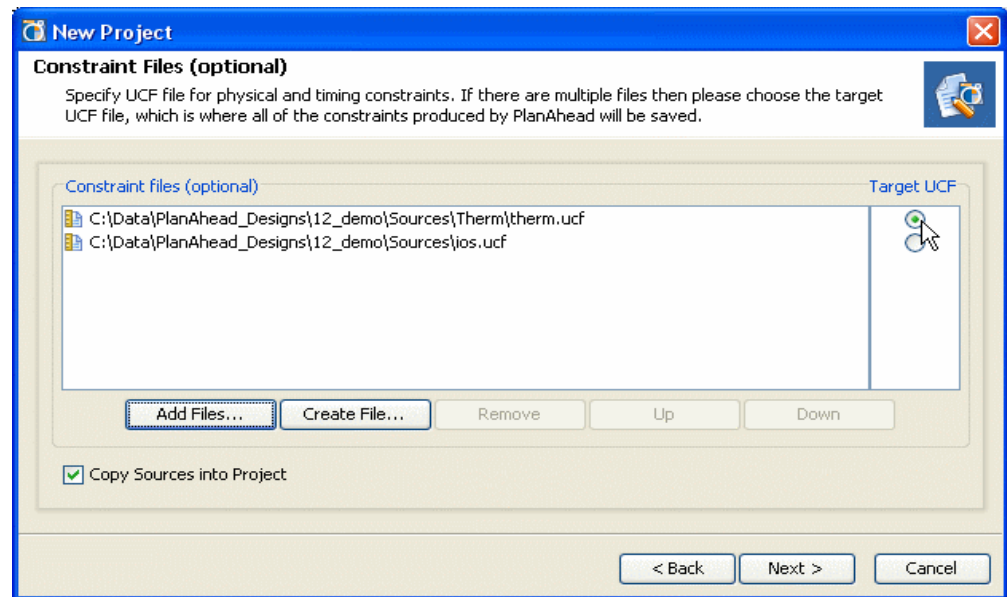 New Project
Constraint Files (optional)
Specify UCF file for physical and timing constraints. If there are multiple files then please choose the target
UCF file, which is where all of the constraints produced by PlanAhead will be saved.
Constraint files (optional) Target UCF
C:\Data\PlanAhead_Designs\12_demo\Sources\Therm\therm.ucf
C:\Data\PlanAhead_Designs\12_demo\Sources\ios.ucf
Add Files... Create File... Remove Up Down
Copy Sources into Project
< Back Next > Cancel